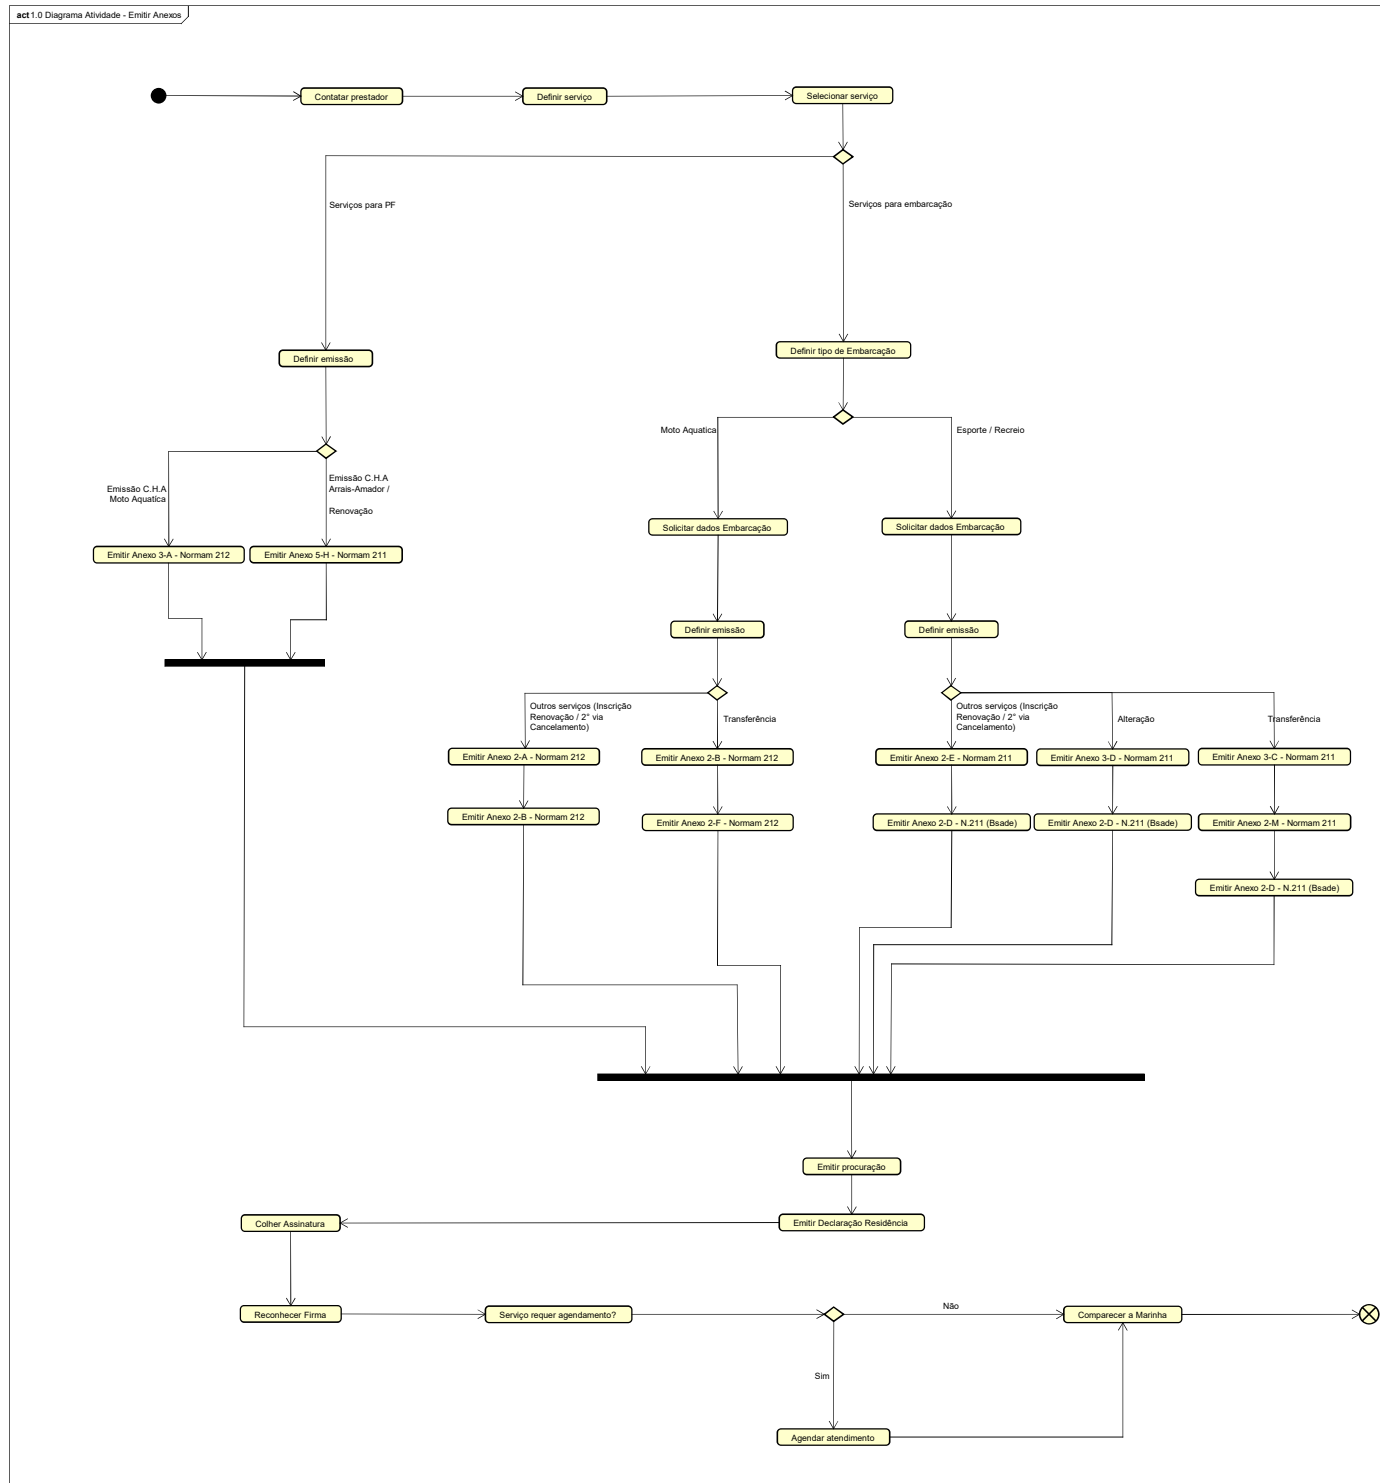 act 1.0 Diagrama Atividade - Emitir Anexos
Contatar prestador
Definir serviço
Selecionar serviço
Serviços para PF
Serviços para embarcação
Definir emissão
Definir tipo de Embarcação
Moto Aquatica
Esporte / Recreio
Emissão C.H.A
Moto Aquatíca
Emissão C.H.A
Arrais-Amador /
Renovação
Solicitar dados Embarcação
Solicitar dados Embarcação
Emitir Anexo 3-A - Normam 212
Emitir Anexo 5-H - Normam 211
Definir emissão
Definir emissão
Outros serviços (Inscrição
Renovação / 2° via
Cancelamento)
Transferência
Outros serviços (Inscrição
Renovação / 2° via
Cancelamento)
Alteração
Transferência
Emitir Anexo 2-A - Normam 212
Emitir Anexo 2-B - Normam 212
Emitir Anexo 2-E - Normam 211
Emitir Anexo 3-D - Normam 211
Emitir Anexo 3-C - Normam 211
Emitir Anexo 2-B - Normam 212
Emitir Anexo 2-F - Normam 212
Emitir Anexo 2-D - N.211 (Bsade)
Emitir Anexo 2-D - N.211 (Bsade)
Emitir Anexo 2-M - Normam 211
Emitir Anexo 2-D - N.211 (Bsade)
Emitir procuração
Colher Assinatura
Emitir Declaração Residência
Reconhecer Firma
Serviço requer agendamento?
Não
Comparecer a Marinha
Sim
Agendar atendimento